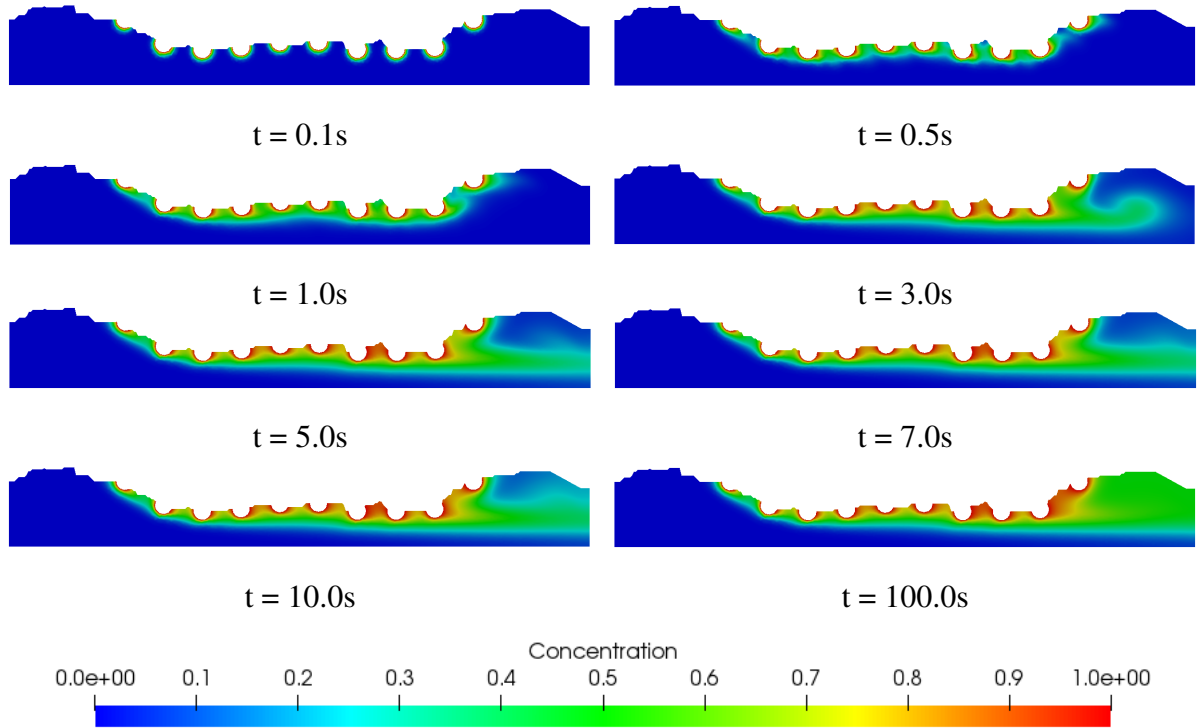 t = 0.1s
t = 0.5s
t = 1.0s
t = 3.0s
t = 5.0s
t = 7.0s
t = 10.0s
t = 100.0s
Concentration
0.0e+00 0.1 0.2 0.3 0.4 0.5 0.6 0.7 0.8 0.9 1.0e+00